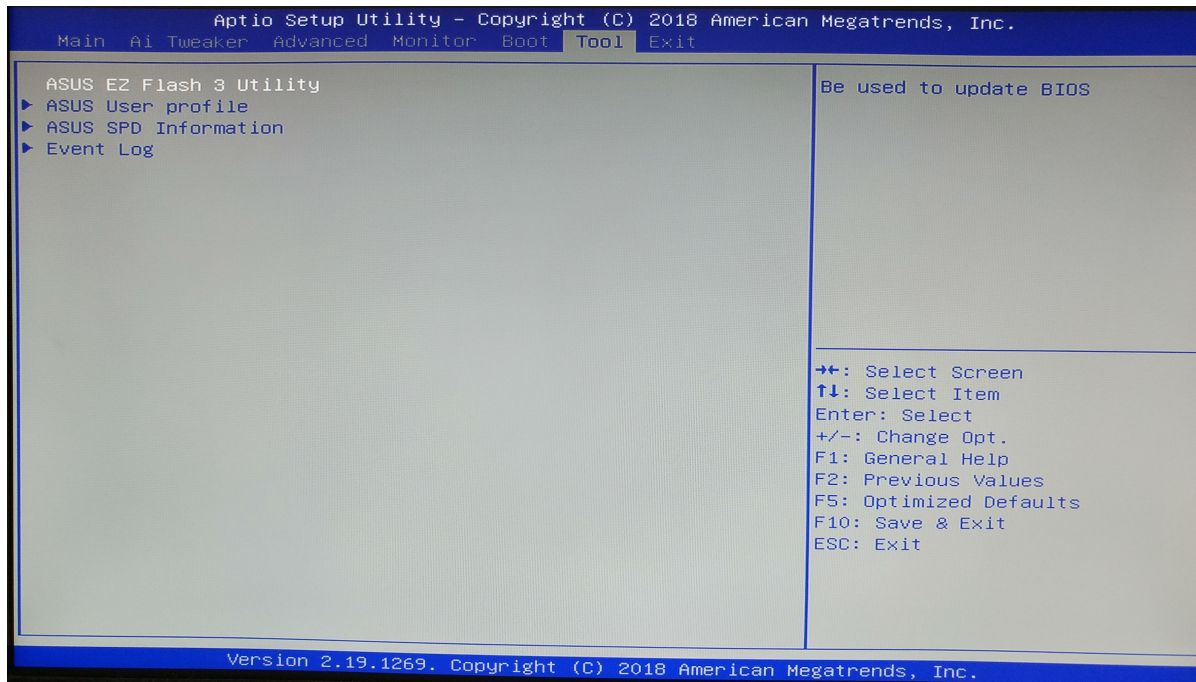 Aptio Setup Utility – Copyright (C) 2018 American Megatrends, Inc.
Main Ai Tweaker Advanced Monitor Boot Tool Exit
ASUS EZ Flash 3 Utility
ASUS User profile
ASUS SPD Information
Event Log
Be used to update BIOS
→←: Select Screen
↑↓: Select Item
Enter: Select
+/-: Change Opt.
F1: General Help
F2: Previous Values
F5: Optimized Defaults
F10: Save & Exit
ESC: Exit
Version 2.19.1269. Copyright (C) 2018 American Megatrends, Inc.